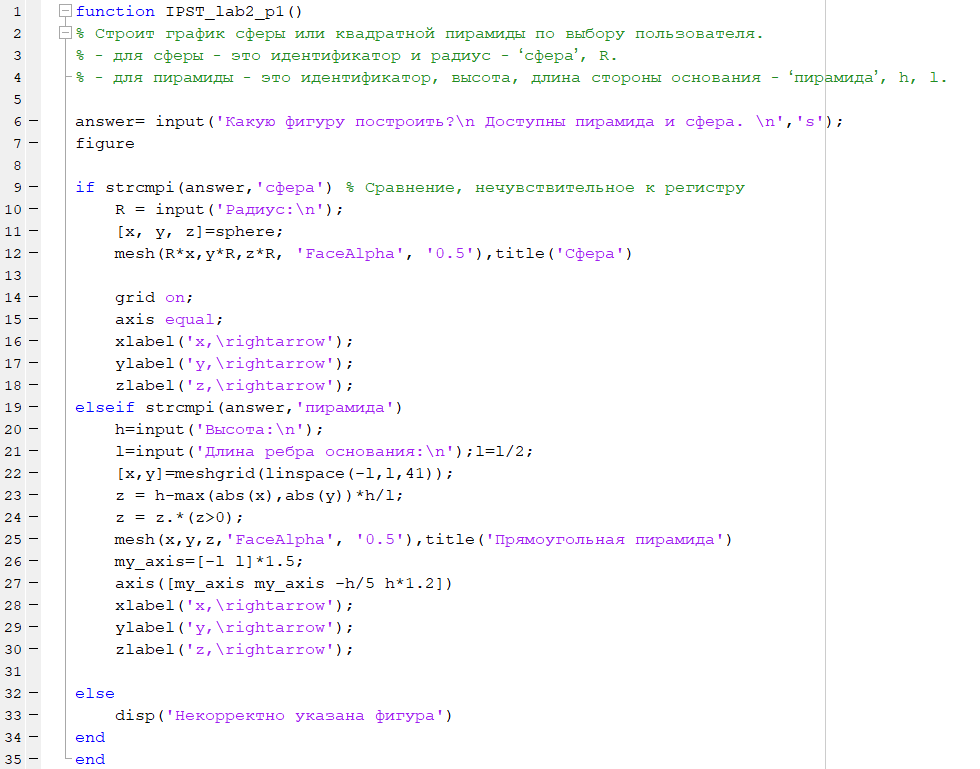 1 function IPST_lab2_p1()
2 % Строит график сферы или квадратной пирамиды по выбору пользователя.
3 % - для сферы - это идентификатор и радиус - ‘сфера’, R.
4 % - для пирамиды - это идентификатор, высота, длина стороны основания - ‘пирамида’, h, l.
5
6 answer= input('Какую фигуру построить?\n Доступны пирамида и сфера. \n','s');
7 figure
8
9 if strcmpi(answer,'сфера') % Сравнение, нечувствительное к регистру
10 R = input('Радиус:\n');
11 [x, y, z]=sphere;
12 mesh(R*x,y*R,z*R, 'FaceAlpha', '0.5'),title('Сфера')
13
14 grid on;
15 axis equal;
16 xlabel('x,\rightarrow');
17 ylabel('y,\rightarrow');
18 zlabel('z,\rightarrow');
19 elseif strcmpi(answer,'пирамида')
20 h=input('Высота:\n');
21 l=input('Длина ребра основания:\n');l=l/2;
22 [x,y]=meshgrid(linspace(-l,l,41));
23 z = h-max(abs(x),abs(y))*h/l;
24 z = z.*(z>0);
25 mesh(x,y,z,'FaceAlpha', '0.5'),title('Прямоугольная пирамида')
26 my_axis=[-l l]*1.5;
27 axis([my_axis my_axis -h/5 h*1.2])
28 xlabel('x,\rightarrow');
29 ylabel('y,\rightarrow');
30 zlabel('z,\rightarrow');
31
32 else
33 disp('Некорректно указана фигура')
34 end
35 end